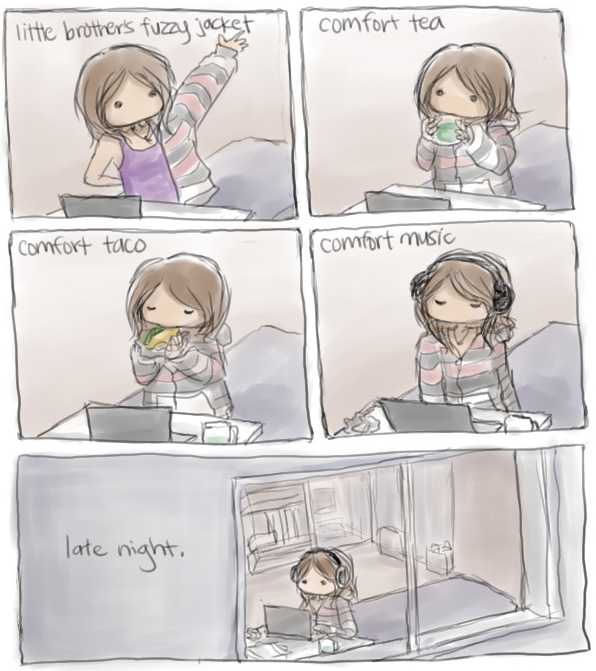 little brother's fuzzy jacket
comfort tea
comfort taco
comfort music
late night.